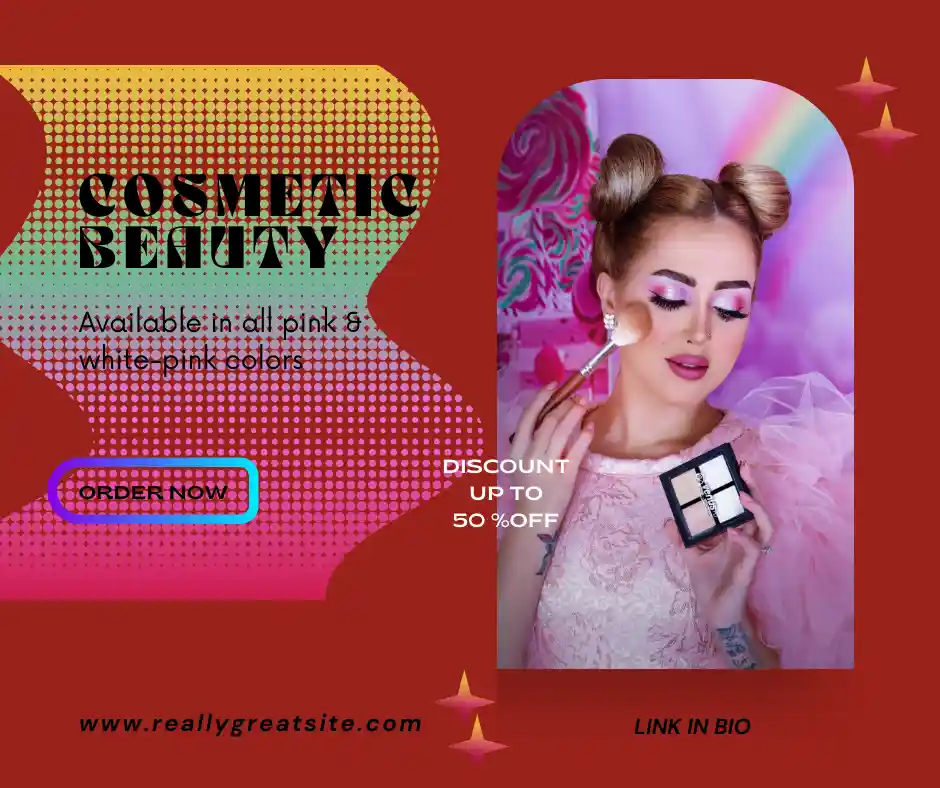 COSMETIC
BEAUTY
Available in all pink &
white-pink colors
ORDER NOW
DISCOUNT
UP TO
50 %OFF
www.reallygreatsite.com
LINK IN BIO